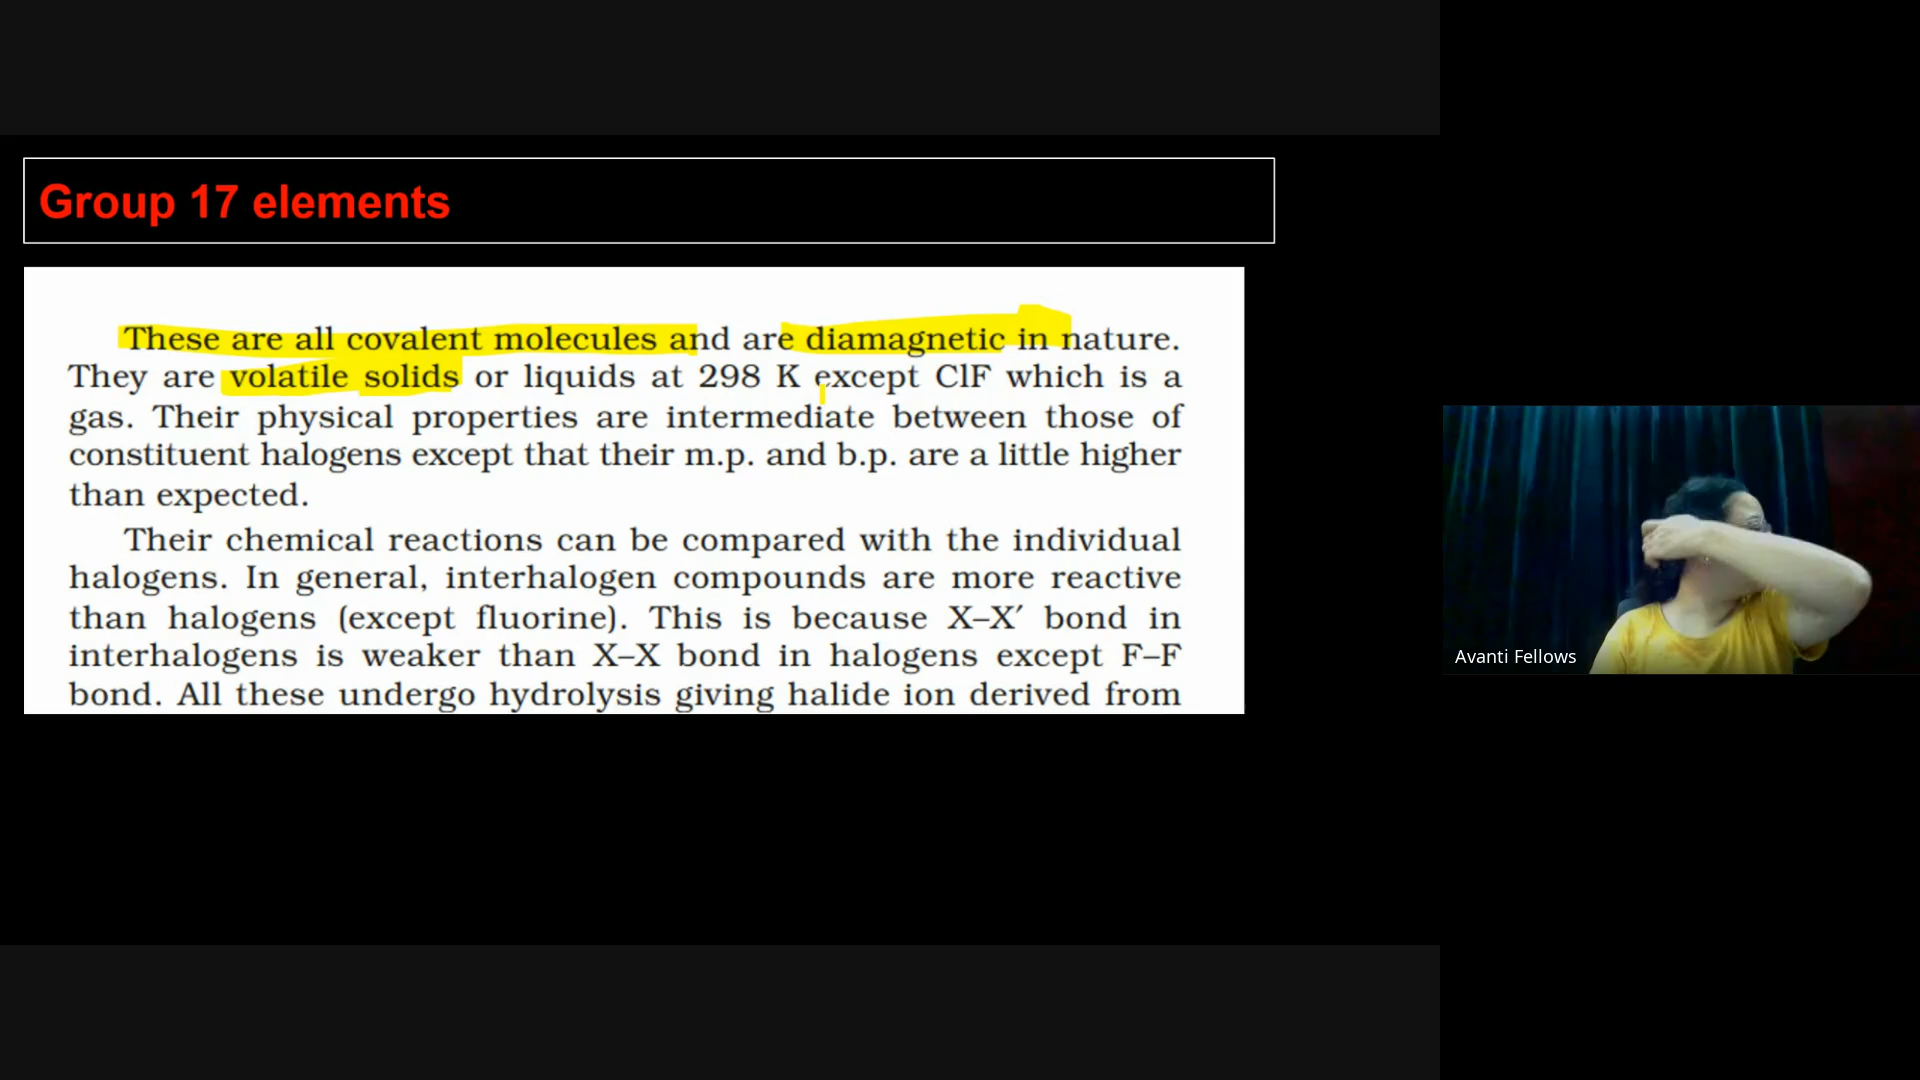 Group 17 elements
These are all covalent molecules and are diamagnetic in nature.
They are volatile solids or liquids at 298 K except ClF which is a
gas. Their physical properties are intermediate between those of
constituent halogens except that their m.p. and b.p. are a little higher
than expected.
Their chemical reactions can be compared with the individual
halogens. In general, interhalogen compounds are more reactive
than halogens (except fluorine). This is because X–X′ bond in
interhalogens is weaker than X–X bond in halogens except F–F
bond. All these undergo hydrolysis giving halide ion derived from
Avanti Fellows